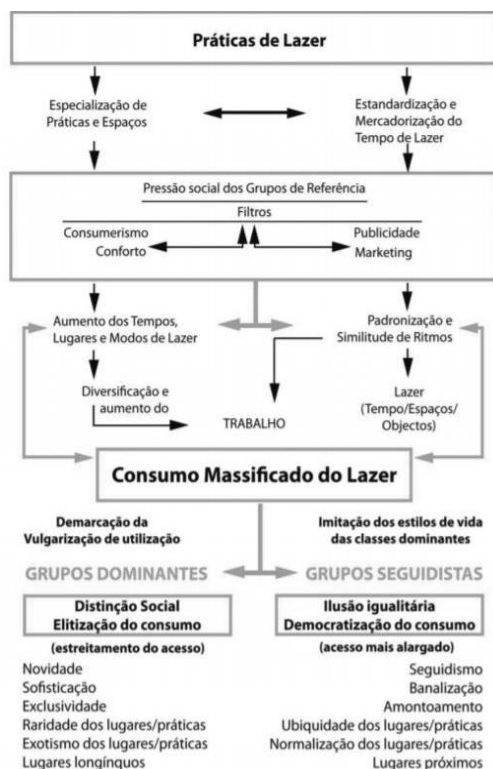 Práticas de Lazer
Especialização de
Práticas e Espaços
Estandardização e
Mercadorização do
Tempo de Lazer
Pressão social dos Grupos de Referência
Filtros
Consumerismo
Conforto
Publicidade
Marketing
Aumento dos Tempos,
Lugares e Modos de Lazer
Padronização e
Similitude de Ritmos
Diversificação e
aumento do
TRABALHO
Lazer
(Tempo/Espaços/
Objectos)
Consumo Massificado do Lazer
Demarcação da
Vulgarização de utilização
Imitação dos estilos de vida
das classes dominantes
GRUPOS DOMINANTES
GRUPOS SEGUIDISTAS
Distinção Social
Elitização do consumo
(estreitamento do acesso)
Ilusão igualitária
Democratização do consumo
(acesso mais alargado)
Novidade
Sofisticação
Exclusividade
Raridade dos lugares/práticas
Exotismo dos lugares/práticas
Lugares longínquos
Seguidismo
Banalização
Amontoamento
Ubiquidade dos lugares/práticas
Normalização dos lugares/práticas
Lugares próximos